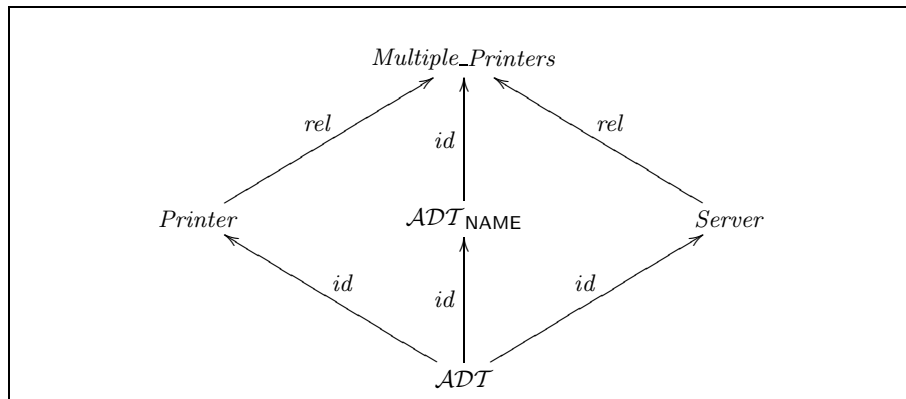 Multiple_Printers
rel
id
rel
Printer
ADT_NAME
Server
id
id
id
ADT